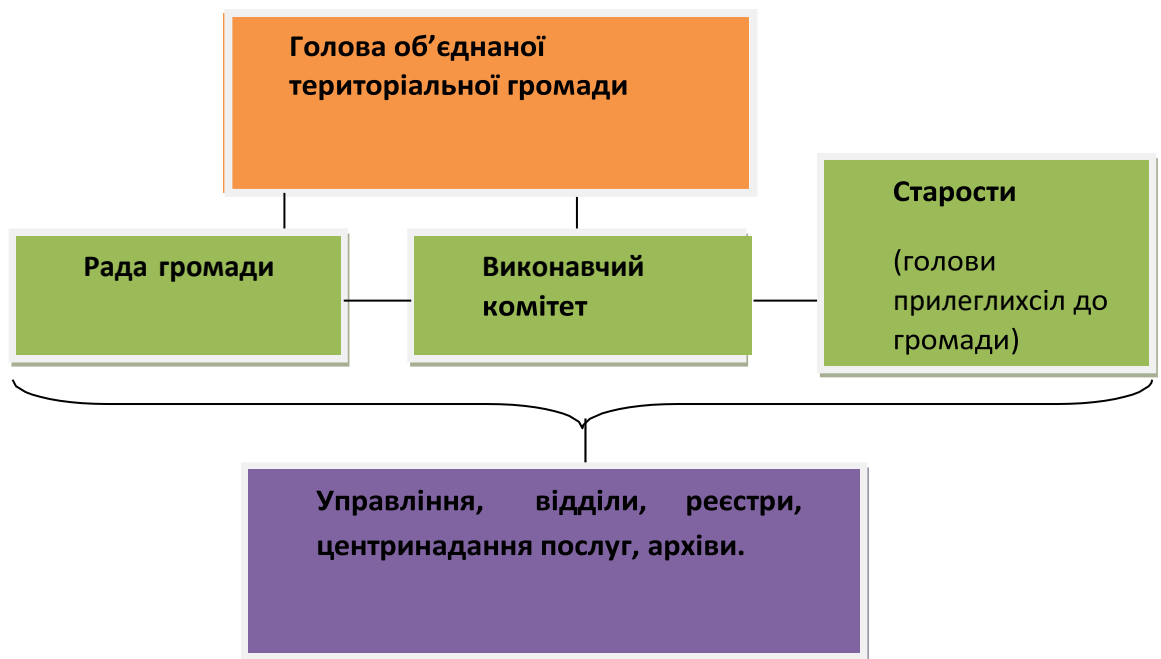 Голова об’єднаної
територіальної громади
Рада громади
Виконавчий
комітет
Старости
(голови
прилеглихсіл до
громади)
Управління, відділи, реєстри,
центринадання послуг, архіви.